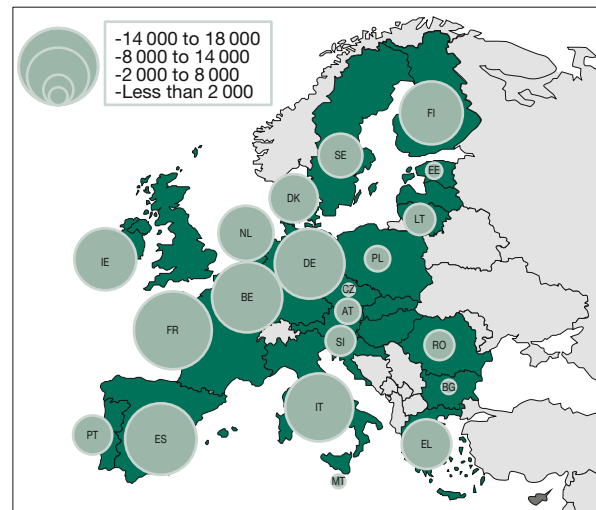 -14 000 to 18 000
-8 000 to 14 000
-2 000 to 8 000
-Less than 2 000
FI
SE
EE
DK
LT
NL
IE
DE
PL
CZ
BE
AT
FR
SI
RO
BG
IT
PT
ES
EL
MT